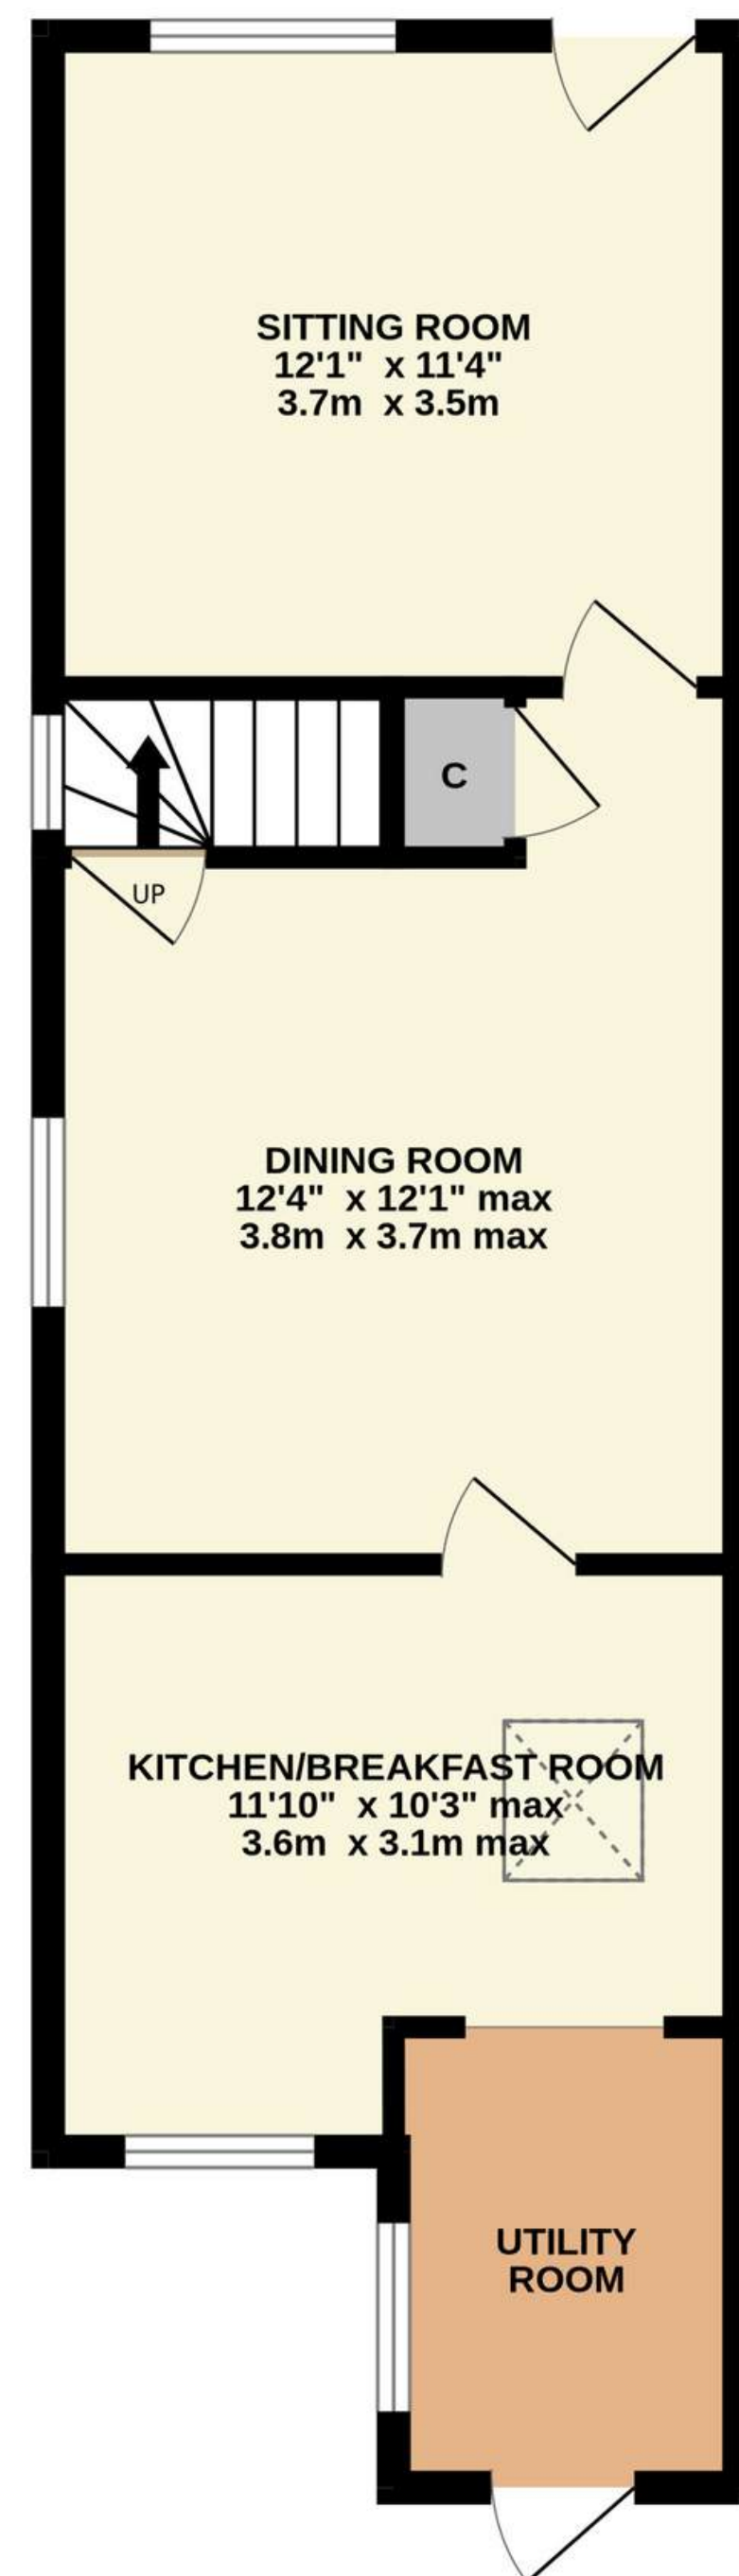 SITTING ROOM
12'1" x 11'4"
3.7m x 3.5m
C
UP
DINING ROOM
12'4" x 12'1" max
3.8m x 3.7m max
KITCHEN/BREAKFAST ROOM
11'10" x 10'3" max
3.6m x 3.1m max
UTILITY
ROOM